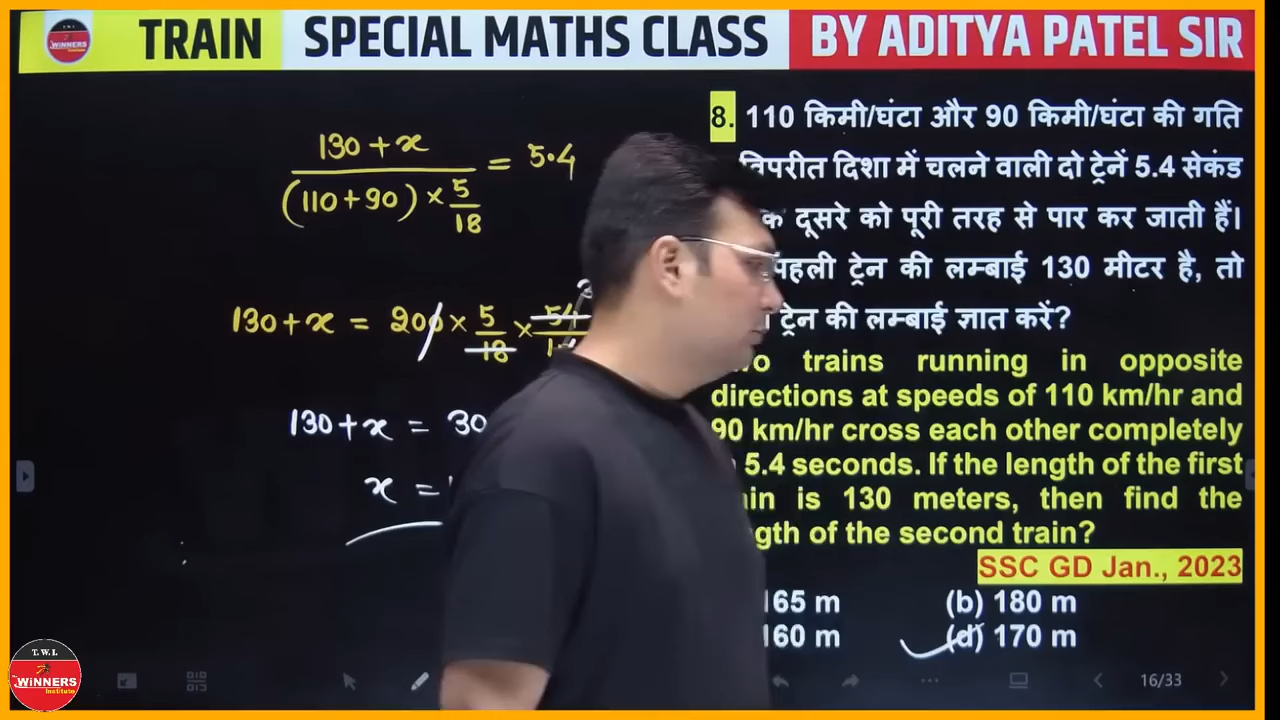 TRAIN SPECIAL MATHS CLASS BY ADITYA PATEL SIR
WINNERS
130 + x
(110 + 90) × 5/18 = 5.4
130 + x = 200 × 5/18 × 54
130 + x = 30
x =
8. 110 किमी/घंटा और 90 किमी/घंटा की गति
विपरीत दिशा में चलने वाली दो ट्रेनें 5.4 सेकंड
दूसरे को पूरी तरह से पार कर जाती हैं।
पहली ट्रेन की लम्बाई 130 मीटर है, तो
ट्रेन की लम्बाई ज्ञात करें?
trains running in opposite
directions at speeds of 110 km/hr and
90 km/hr cross each other completely
5.4 seconds. If the length of the first
is 130 meters, then find the
of the second train?
SSC GD Jan., 2023
165 m (b) 180 m
160 m (d) 170 m
T.W.I.
WINNERS
Institute
16/33